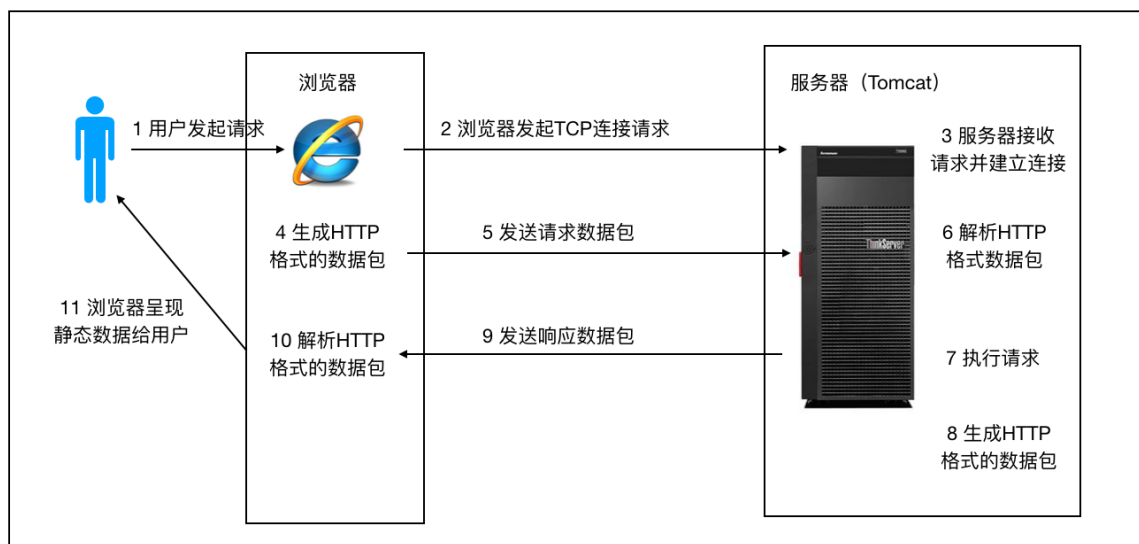 浏览器
服务器（Tomcat）
1 用户发起请求
2 浏览器发起TCP连接请求
3 服务器接收
请求并建立连接
4 生成HTTP
格式的数据包
5 发送请求数据包
ThinkServer
6 解析HTTP
格式数据包
11 浏览器呈现
静态数据给用户
10 解析HTTP
格式的数据包
9 发送响应数据包
7 执行请求
8 生成HTTP
格式的数据包